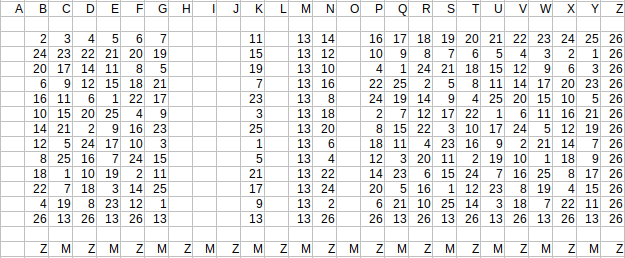 A B C D E F G H I J K L M N O P Q R S T U V W X Y Z
2 3 4 5 6 7 11 13 14 16 17 18 19 20 21 22 23 24 25 26
24 23 22 21 20 19 15 13 12 10 9 8 7 6 5 4 3 2 1 26
20 17 14 11 8 5 19 13 10 4 1 24 21 18 15 12 9 6 3 26
6 9 12 15 18 21 7 13 16 22 25 2 5 8 11 14 17 20 23 26
16 11 6 1 22 17 23 13 8 24 19 14 9 4 25 20 15 10 5 26
10 15 20 25 4 9 3 13 18 2 7 12 17 22 1 6 11 16 21 26
14 21 2 9 16 23 25 13 20 8 15 22 3 10 17 24 5 12 19 26
12 5 24 17 10 3 1 13 6 18 11 4 23 16 9 2 21 14 7 26
8 25 16 7 24 15 5 13 4 12 3 20 11 2 19 10 1 18 9 26
18 1 10 19 2 11 21 13 22 14 23 6 15 24 7 16 25 8 17 26
22 7 18 3 14 25 17 13 24 20 5 16 1 12 23 8 19 4 15 26
4 19 8 23 12 1 9 13 2 6 21 10 25 14 3 18 7 22 11 26
26 13 26 13 26 13 13 13 26 26 13 26 13 26 13 26 13 26 13 26
Z M Z M Z M Z M Z M Z M Z M Z M Z M Z M Z M Z M Z